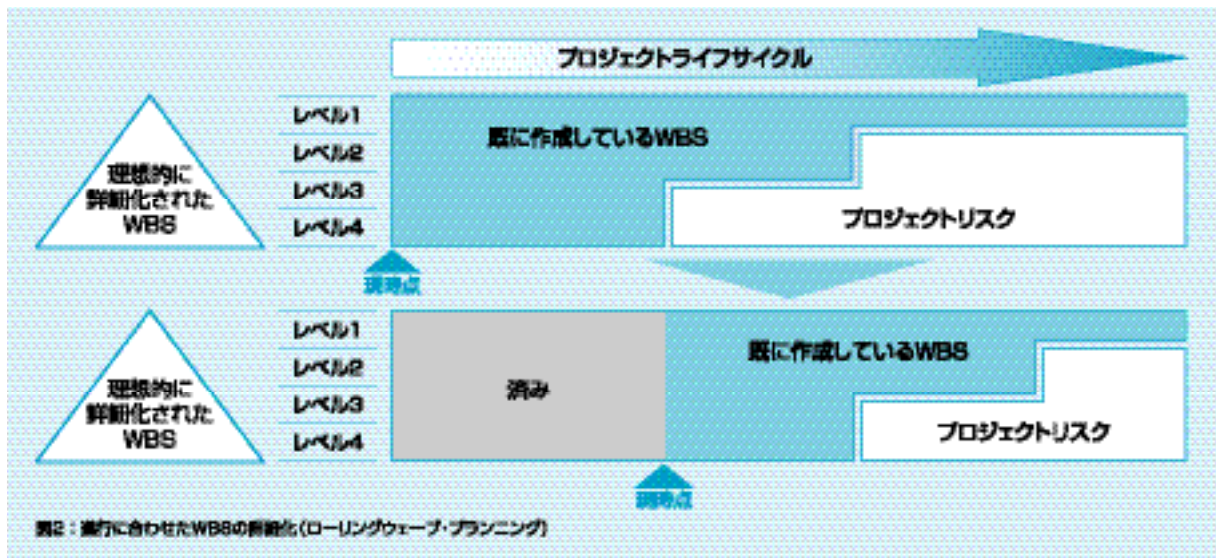 プロジェクトライフサイクル
理想的に
詳細化された
WBS
レベル1
レベル2
レベル3
レベル4
既に作成しているWBS
プロジェクトリスク
現時点
理想的に
詳細化された
WBS
レベル1
レベル2
レベル3
レベル4
済み
既に作成しているWBS
プロジェクトリスク
現時点
図2：進行に合わせたWBSの詳細化（ローリングウェーブ・プランニング）